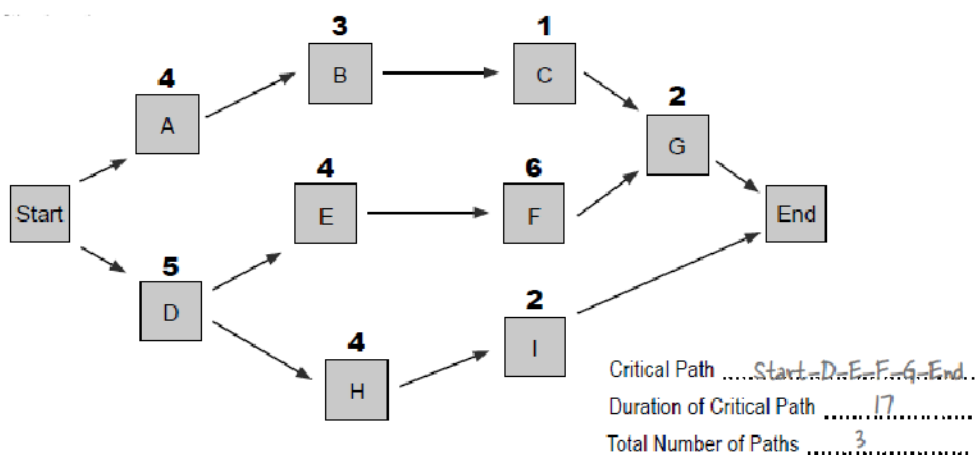 3
1
4
B
C
2
A
G
4
6
Start
E
F
End
5
D
2
4
I
H
Critical Path Start-D-E-F-G-End
Duration of Critical Path 17
Total Number of Paths 3